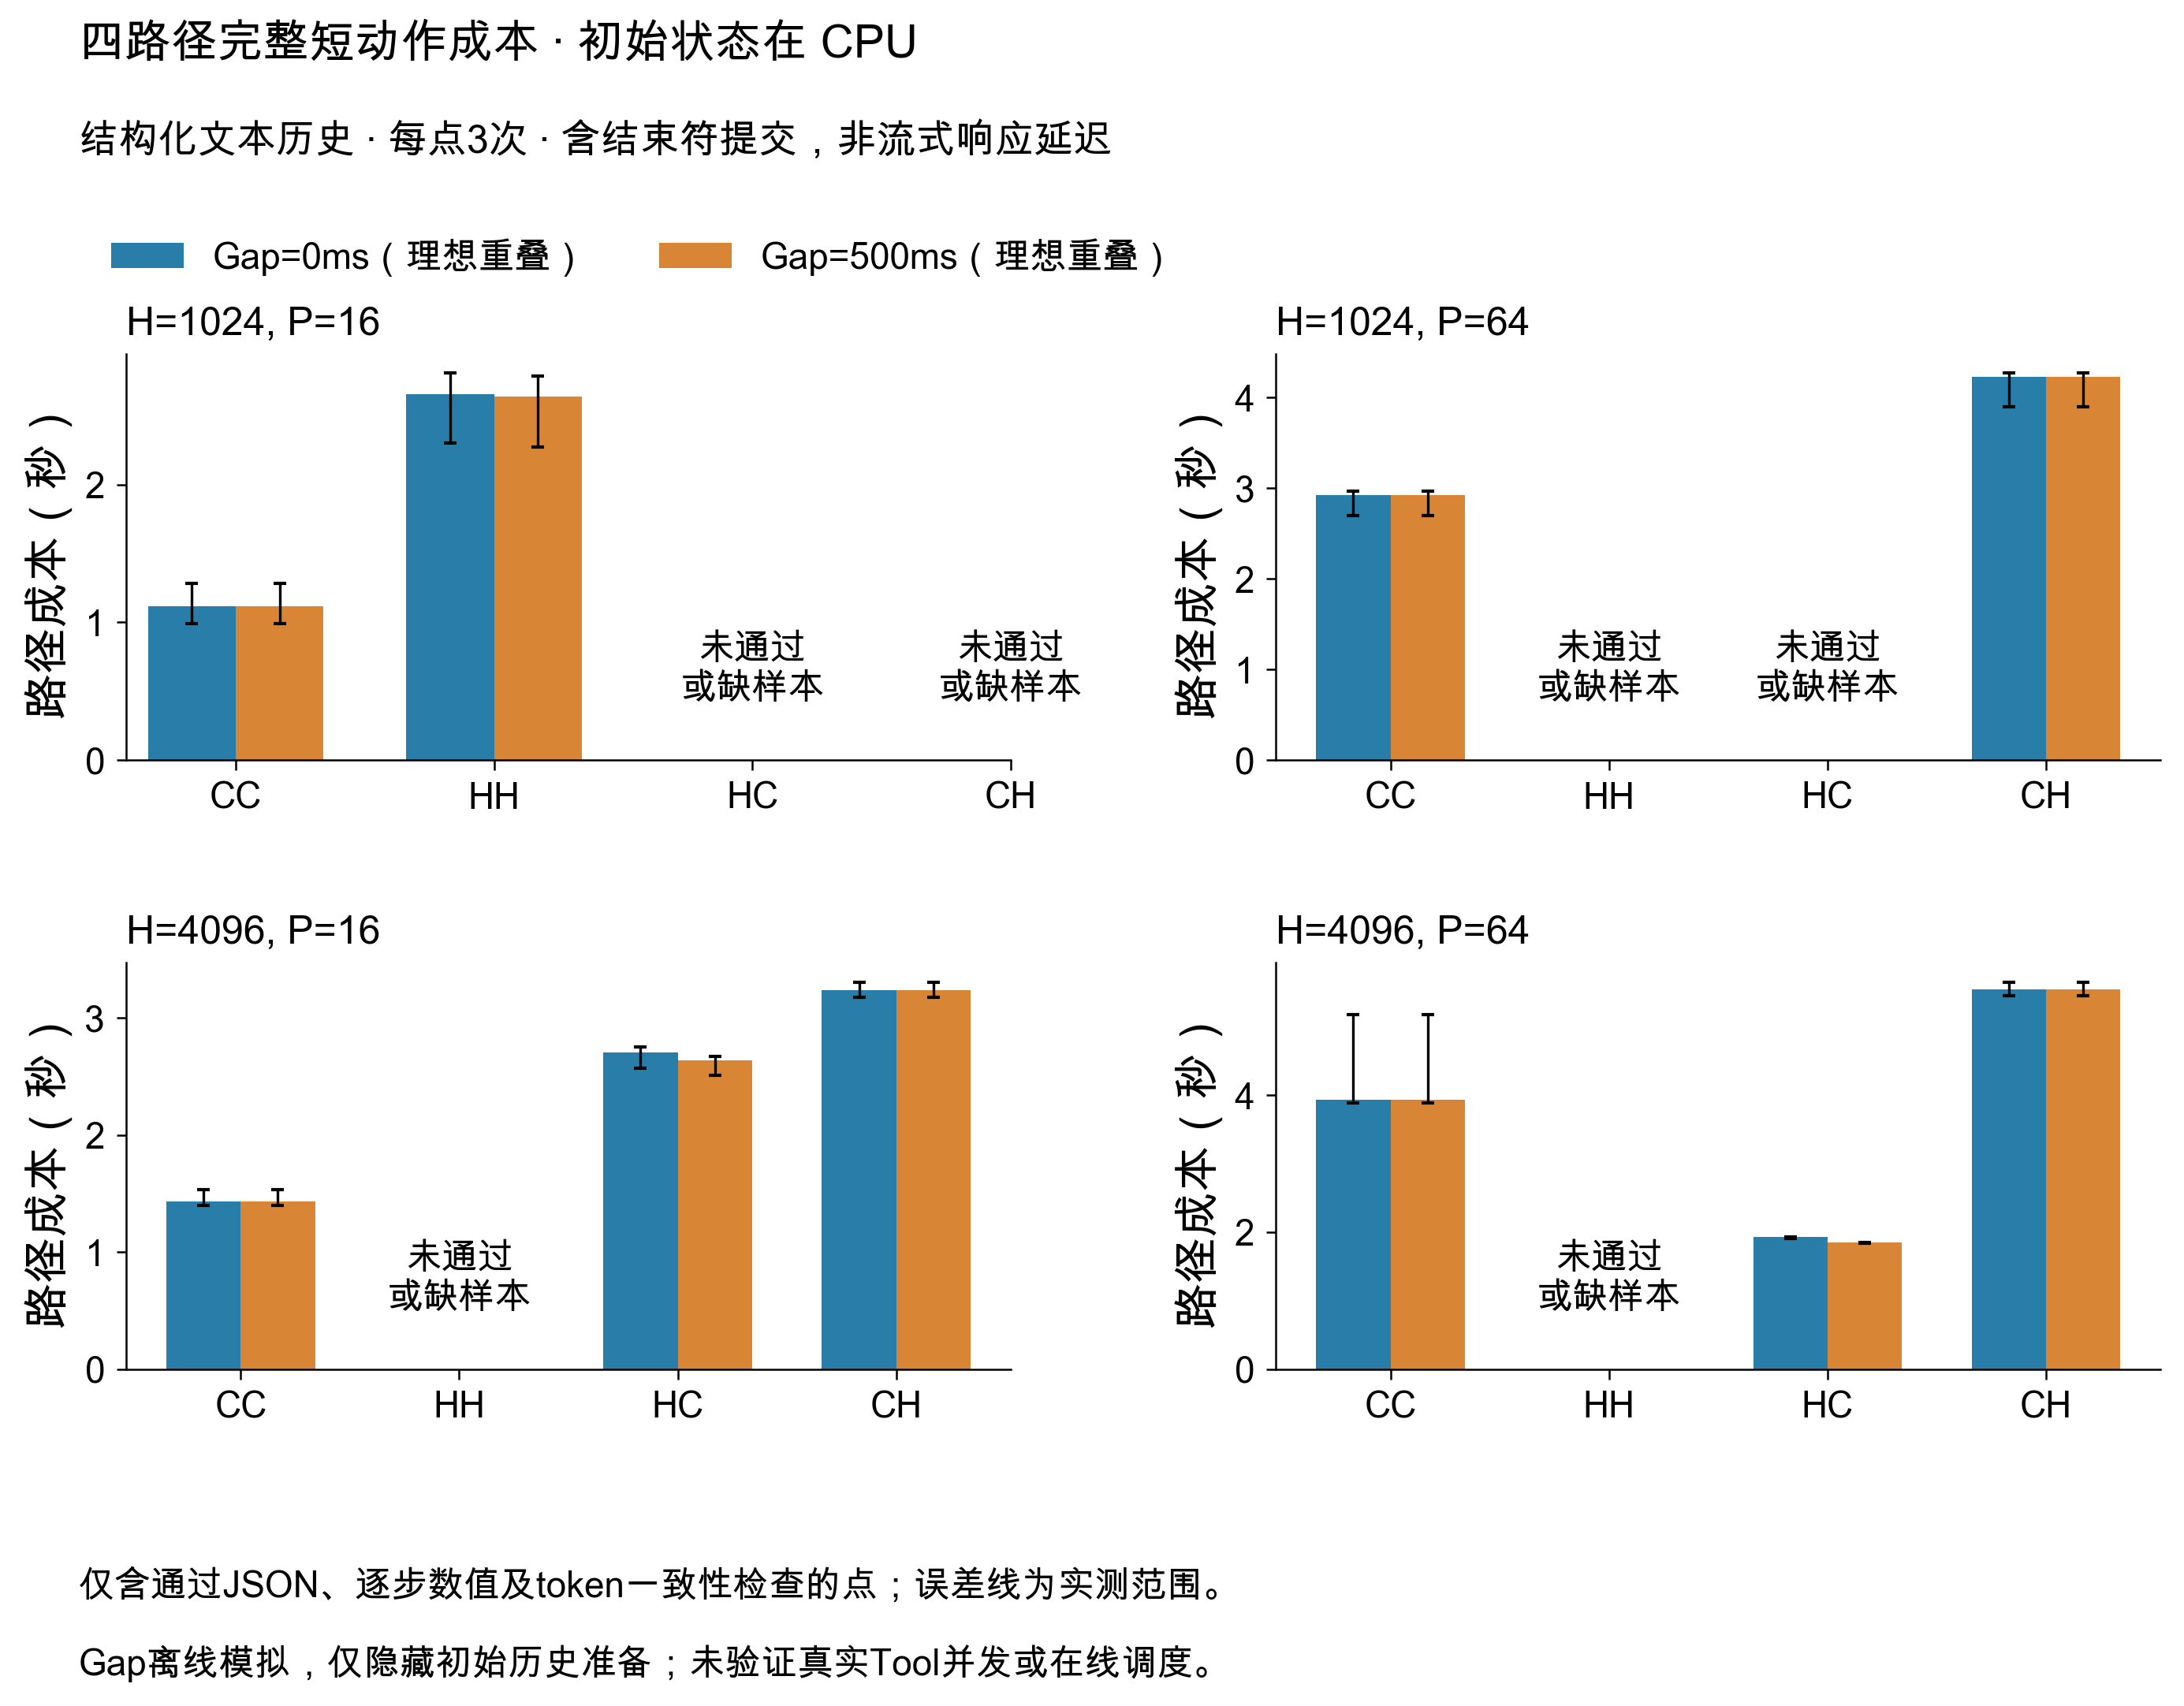 四路径完整短动作成本 · 初始状态在 CPU
结构化文本历史 · 每点3次 · 含结束符提交，非流式响应延迟
Gap=0ms（理想重叠）
Gap=500ms（理想重叠）
H=1024, P=16
路径成本（秒）
2
1
0
未通过
或缺样本
未通过
或缺样本
CC
HH
HC
CH
H=1024, P=64
路径成本（秒）
4
3
2
1
0
未通过
或缺样本
未通过
或缺样本
CC
HH
HC
CH
H=4096, P=16
路径成本（秒）
3
2
1
0
未通过
或缺样本
CC
HH
HC
CH
H=4096, P=64
路径成本（秒）
4
2
0
未通过
或缺样本
CC
HH
HC
CH
仅含通过JSON、逐步数值及token一致性检查的点；误差线为实测范围。
Gap离线模拟，仅隐藏初始历史准备；未验证真实Tool并发或在线调度。